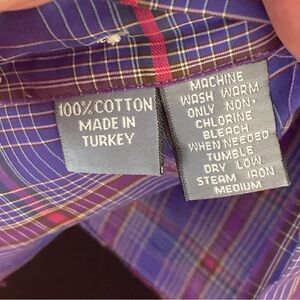 100% COTTON
MADE IN
TURKEY
MACHINE
WASH WARM
ONLY NON-
CHLORINE
BLEACH
WHEN NEEDED
TUMBLE
DRY LOW
STEAM IRON
MEDIUM